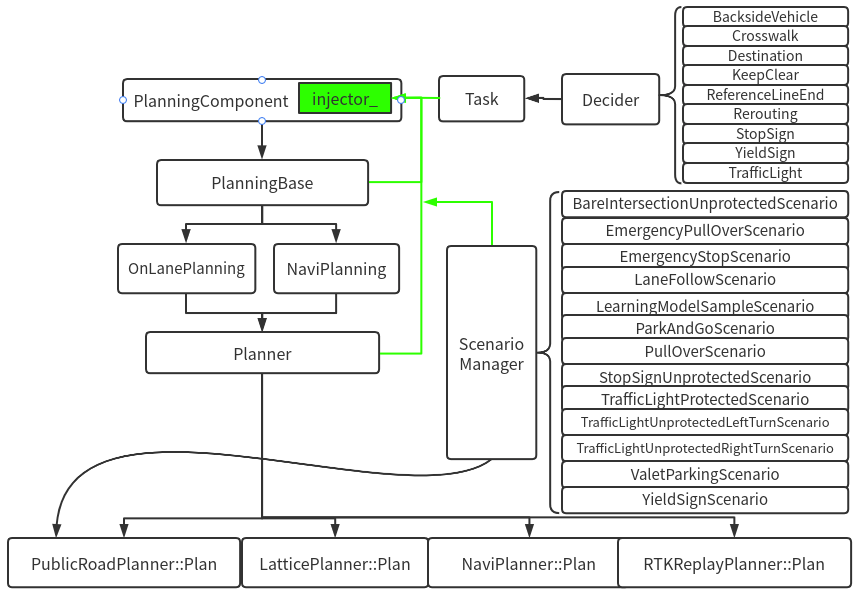 BacksideVehicle
Crosswalk
Destination
KeepClear
ReferenceLineEnd
Rerouting
StopSign
YieldSign
TrafficLight
PlanningComponent
injector_
Task
Decider
PlanningBase
OnLanePlanning
NaviPlanning
Planner
Scenario
Manager
BareIntersectionUnprotectedScenario
EmergencyPullOverScenario
EmergencyStopScenario
LaneFollowScenario
LearningModelSampleScenario
ParkAndGoScenario
PullOverScenario
StopSignUnprotectedScenario
TrafficLightProtectedScenario
TrafficLightUnprotectedLeftTurnScenario
TrafficLightUnprotectedRightTurnScenario
ValetParkingScenario
YieldSignScenario
PublicRoadPlanner::Plan
LatticePlanner::Plan
NaviPlanner::Plan
RTKReplayPlanner::Plan